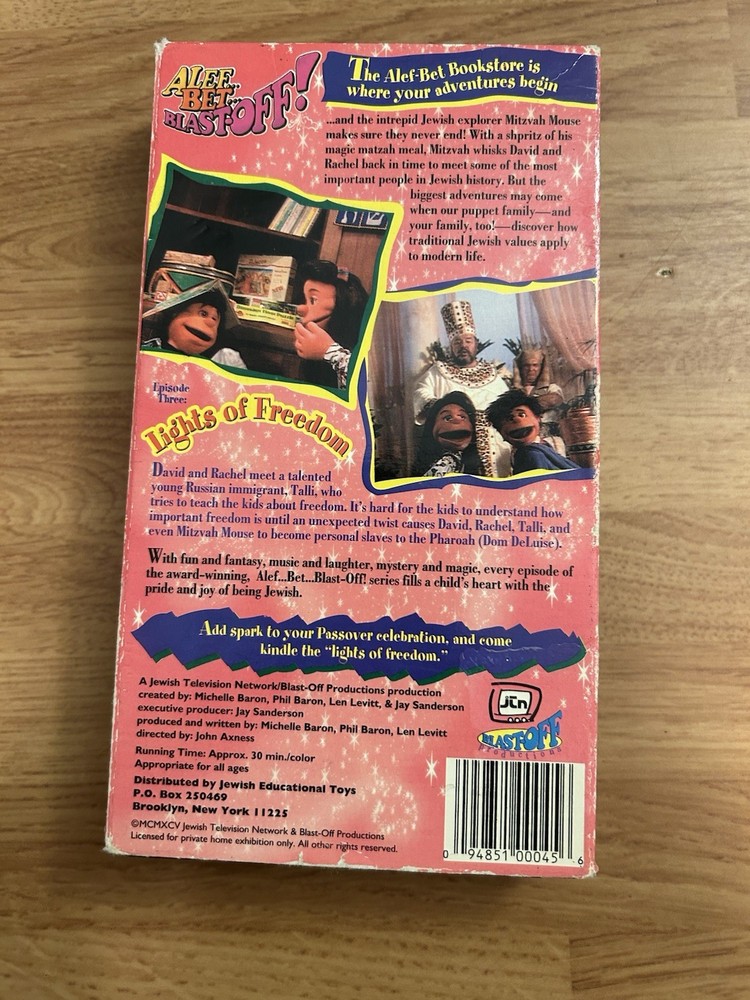 ALEF..
BET..
BLAST-OFF!
The Alef-Bet Bookstore is
where your adventures begin
...and the intrepid Jewish explorer Mitzvah Mouse
makes sure they never end! With a shpritz of his
magic matzah meal, Mitzvah whisks David and
Rachel back in time to meet some of the most
important people in Jewish history. But the
biggest adventures may come
when our puppet family—and
your family, too!—discover how
traditional Jewish values apply
to modern life.
Episode
Three:
Lights of Freedom
David and Rachel meet a talented
young Russian immigrant, Talli, who
tries to teach the kids about freedom. It's hard for the kids to understand how
important freedom is until an unexpected twist causes David, Rachel, Talli, and
even Mitzvah Mouse to become personal slaves to the Pharoah (Dom DeLuise).
With fun and fantasy, music and laughter, mystery and magic, every episode of
the award-winning, Alef...Bet...Blast-Off! series fills a child's heart with the
pride and joy of being Jewish.
Add spark to your Passover celebration, and come
kindle the "lights of freedom."
A Jewish Television Network/Blast-Off Productions production
created by: Michelle Baron, Phil Baron, Len Levitt, & Jay Sanderson
executive producer: Jay Sanderson
produced and written by: Michelle Baron, Phil Baron, Len Levitt
directed by: John Axness
Running Time: Approx. 30 min./color
Appropriate for all ages
Distributed by Jewish Educational Toys
P.O. Box 250469
Brooklyn, New York 11225
©MCMXCV Jewish Television Network & Blast-Off Productions
Licensed for private home exhibition only. All other rights reserved.
jtn
BLAST-OFF
Productions
0 94851 00045 6